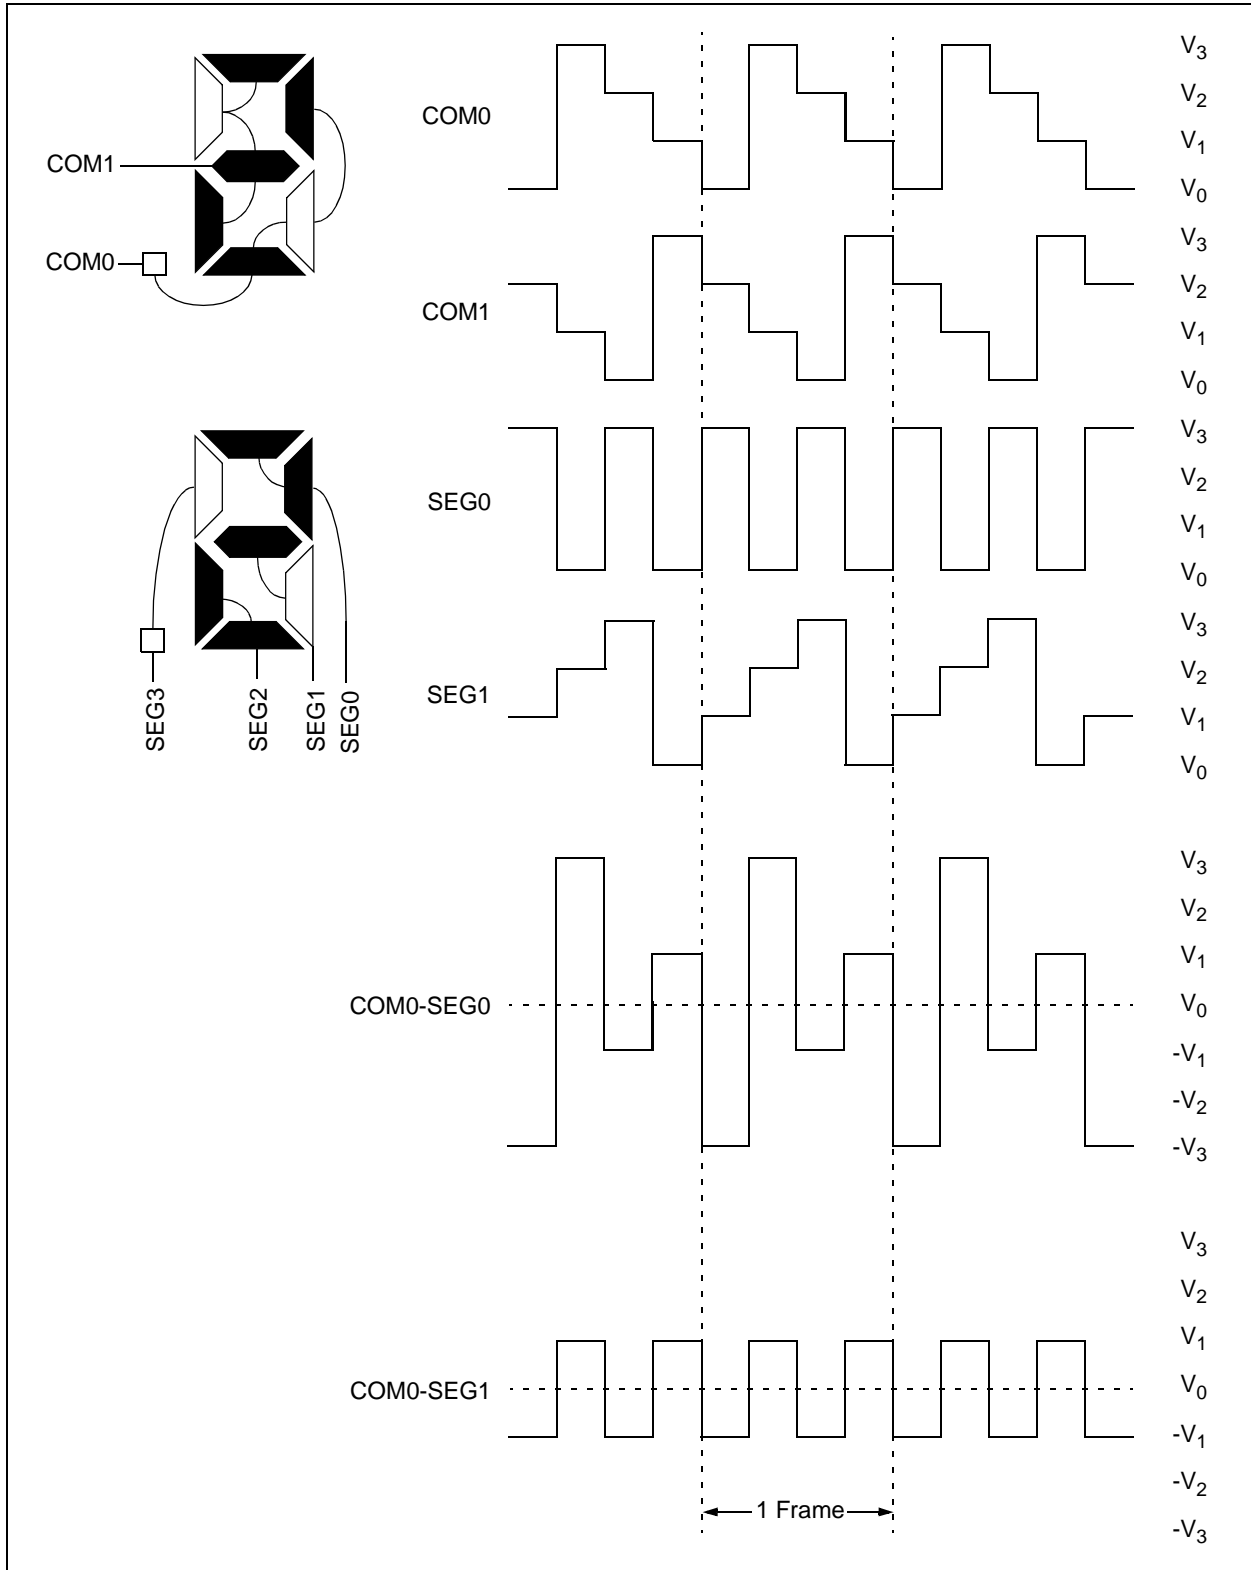 COM1
COM0
SEG3
SEG2
SEG1
SEG0
COM0
V3
V2
V1
V0
COM1
V3
V2
V1
V0
SEG0
V3
V2
V1
V0
SEG1
V3
V2
V1
V0
COM0-SEG0
V3
V2
V1
V0
-V1
-V2
-V3
COM0-SEG1
V3
V2
V1
V0
-V1
-V2
-V3
1 Frame